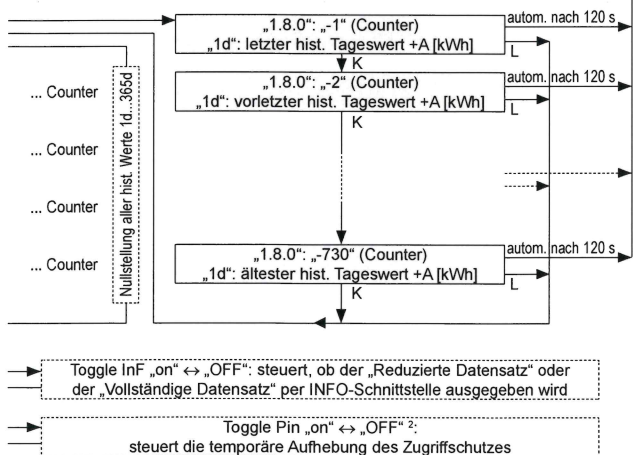 „1.8.0“: „-1“ (Counter)
„1d“: letzter hist. Tageswert +A [kWh]
autom. nach 120 s
L
K
... Counter
„1.8.0“: „-2“ (Counter)
„1d“: vorletzter hist. Tageswert +A [kWh]
autom. nach 120 s
L
K
... Counter
... Counter
... Counter
Nullstellung aller hist. Werte 1d...365d
„1.8.0“: „-730“ (Counter)
„1d“: ältester hist. Tageswert +A [kWh]
autom. nach 120 s
L
K
Toggle InF „on“ ↔ „OFF“: steuert, ob der „Reduzierte Datensatz“ oder
der „Vollständige Datensatz“ per INFO-Schnittstelle ausgegeben wird
Toggle Pin „on“ ↔ „OFF“ ²:
steuert die temporäre Aufhebung des Zugriffschutzes